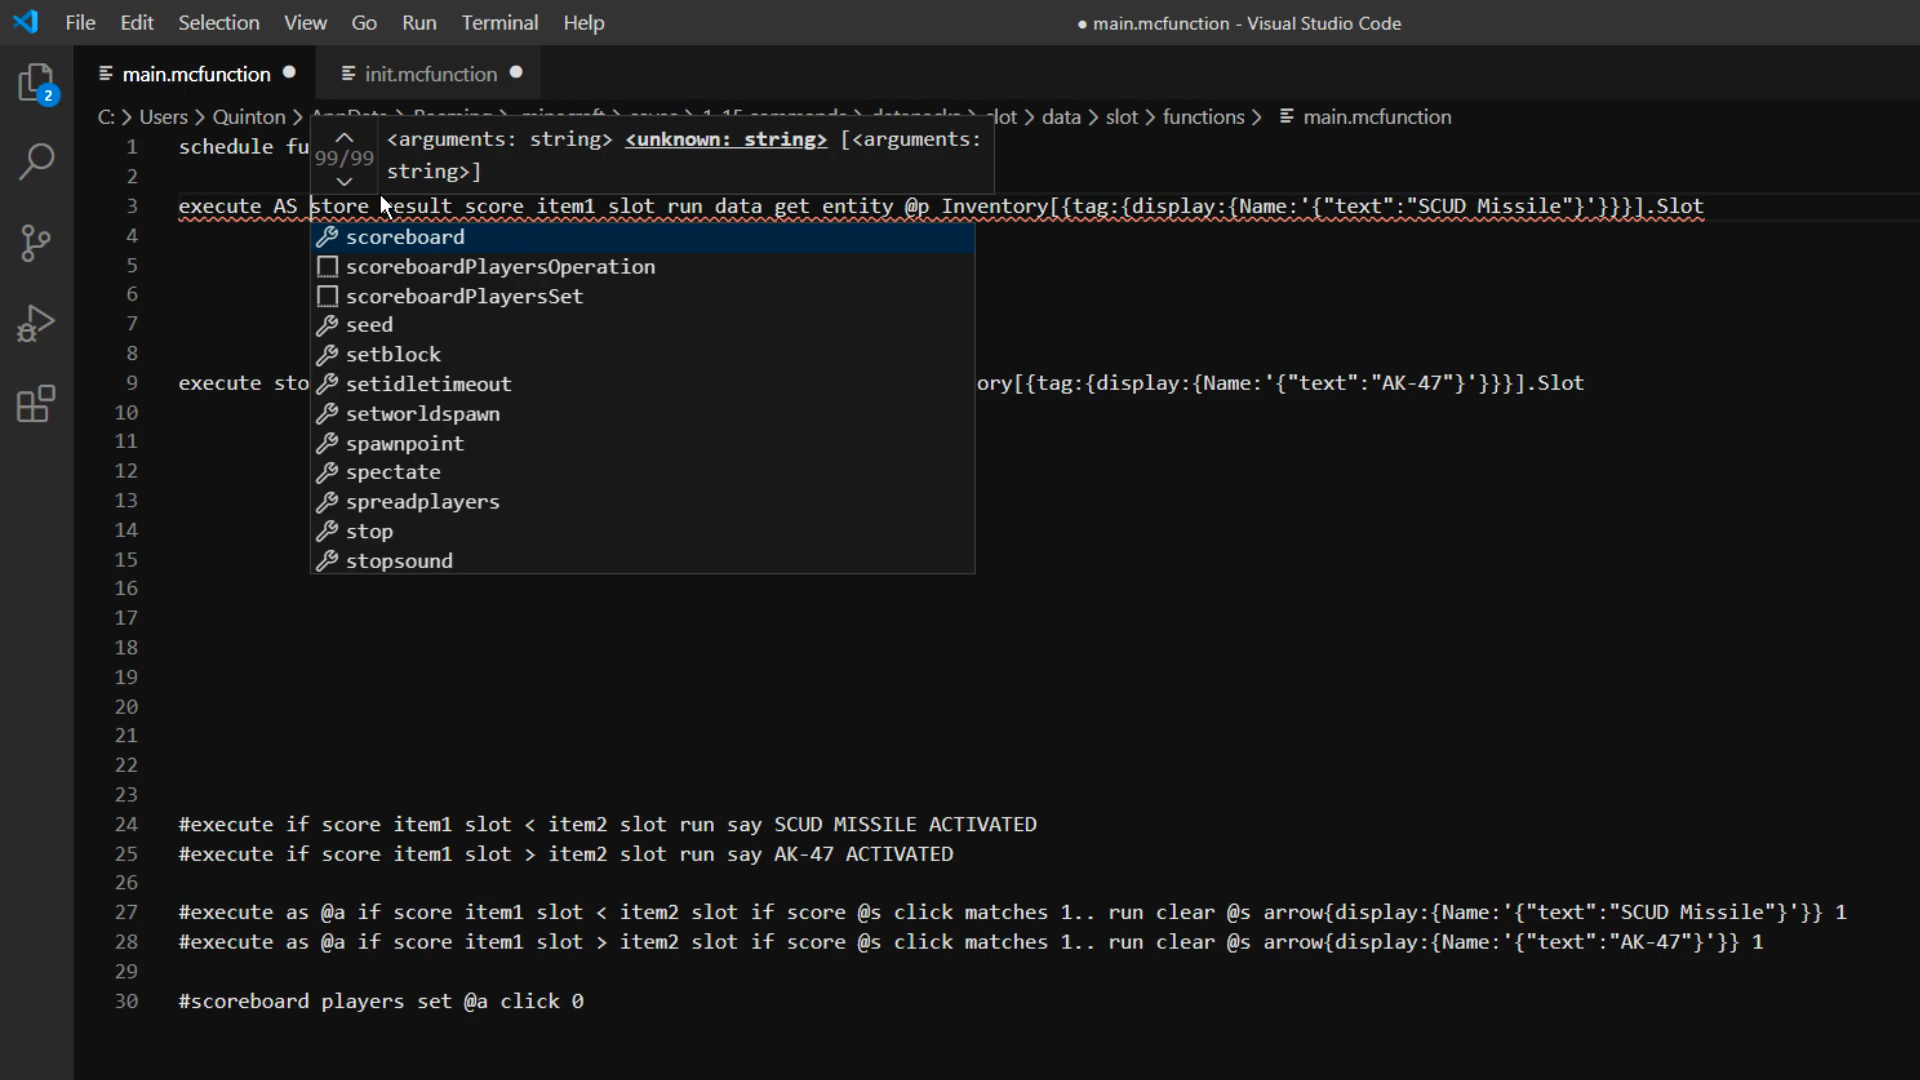 File Edit Selection View Go Run Terminal Help
● main.mcfunction - Visual Studio Code
main.mcfunction
init.mcfunction
2
C: > Users > Quinton > data > slot > functions > main.mcfunction
<arguments: string> <unknown: string> [<arguments:
99/99
string>]
1 schedule fu
2
3 execute AS store result score item1 slot run data get entity @p Inventory[{tag:{display:{Name:'{"text":"SCUD Missile"}'}}}].Slot
scoreboard
4
scoreboardPlayersOperation
5
scoreboardPlayersSet
6
seed
7
setblock
8
setidletimeout
9 execute sto ory[{tag:{display:{Name:'{"text":"AK-47"}'}}}].Slot
setworldspawn
10
spawnpoint
11
spectate
12
spreadplayers
13
stop
14
stopsound
15
16
17
18
19
20
21
22
23
24 #execute if score item1 slot < item2 slot run say SCUD MISSILE ACTIVATED
25 #execute if score item1 slot > item2 slot run say AK-47 ACTIVATED
26
27 #execute as @a if score item1 slot < item2 slot if score @s click matches 1.. run clear @s arrow{display:{Name:'{"text":"SCUD Missile"}'}} 1
28 #execute as @a if score item1 slot > item2 slot if score @s click matches 1.. run clear @s arrow{display:{Name:'{"text":"AK-47"}'}} 1
29
30 #scoreboard players set @a click 0